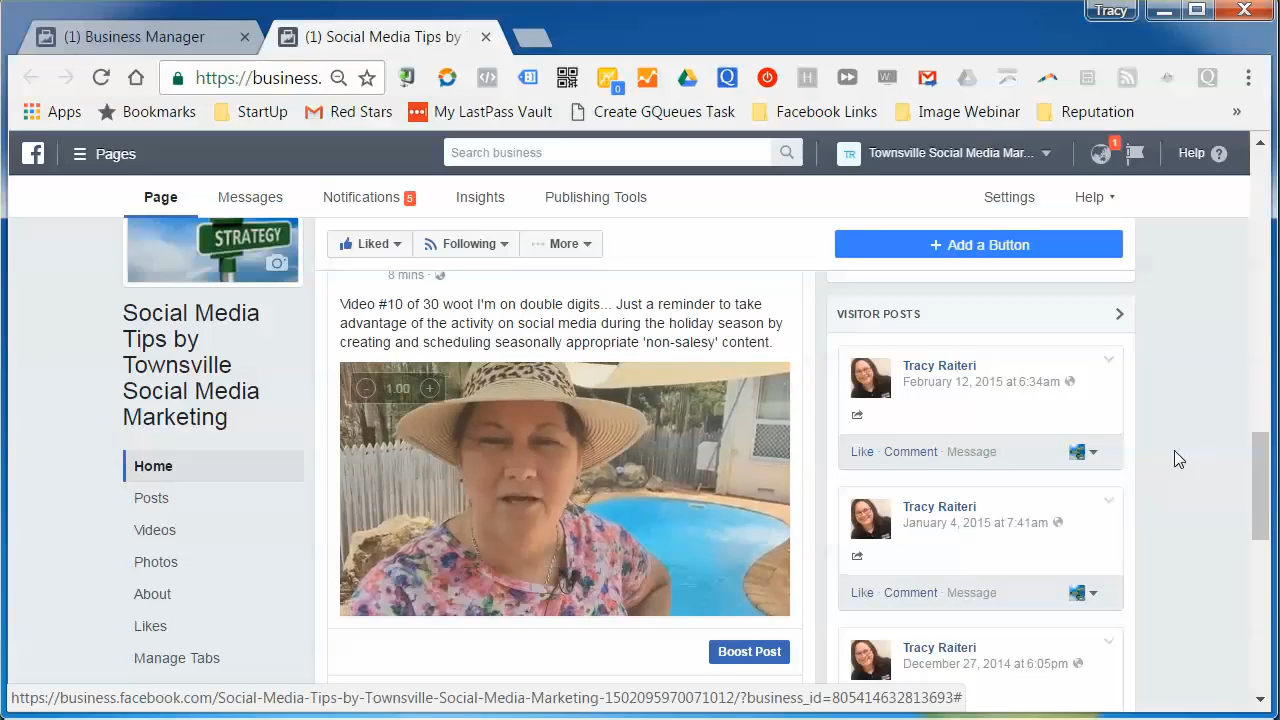 Tracy
(1) Business Manager
(1) Social Media Tips by
https://business.
0
Apps
Bookmarks
StartUp
Red Stars
My LastPass Vault
Create GQueues Task
Facebook Links
Image Webinar
Reputation
»
Pages
Search business
TR
Townsville Social Media Mar...
1
Help
Page
Messages
Notifications 5
Insights
Publishing Tools
Settings
Help
STRATEGY
Liked
Following
More
+ Add a Button
8 mins ·
Social Media
Tips by
Townsville
Social Media
Marketing
Home
Posts
Videos
Photos
About
Likes
Manage Tabs
Video #10 of 30 woot I'm on double digits... Just a reminder to take
advantage of the activity on social media during the holiday season by
creating and scheduling seasonally appropriate 'non-salesy' content.
1.00
Boost Post
VISITOR POSTS
Tracy Raiteri
February 12, 2015 at 6:34am
Like · Comment · Message
Tracy Raiteri
January 4, 2015 at 7:41am
Like · Comment · Message
Tracy Raiteri
December 27, 2014 at 6:05pm
https://business.facebook.com/Social-Media-Tips-by-Townsville-Social-Media-Marketing-1502095970071012/?business_id=805414632813693#